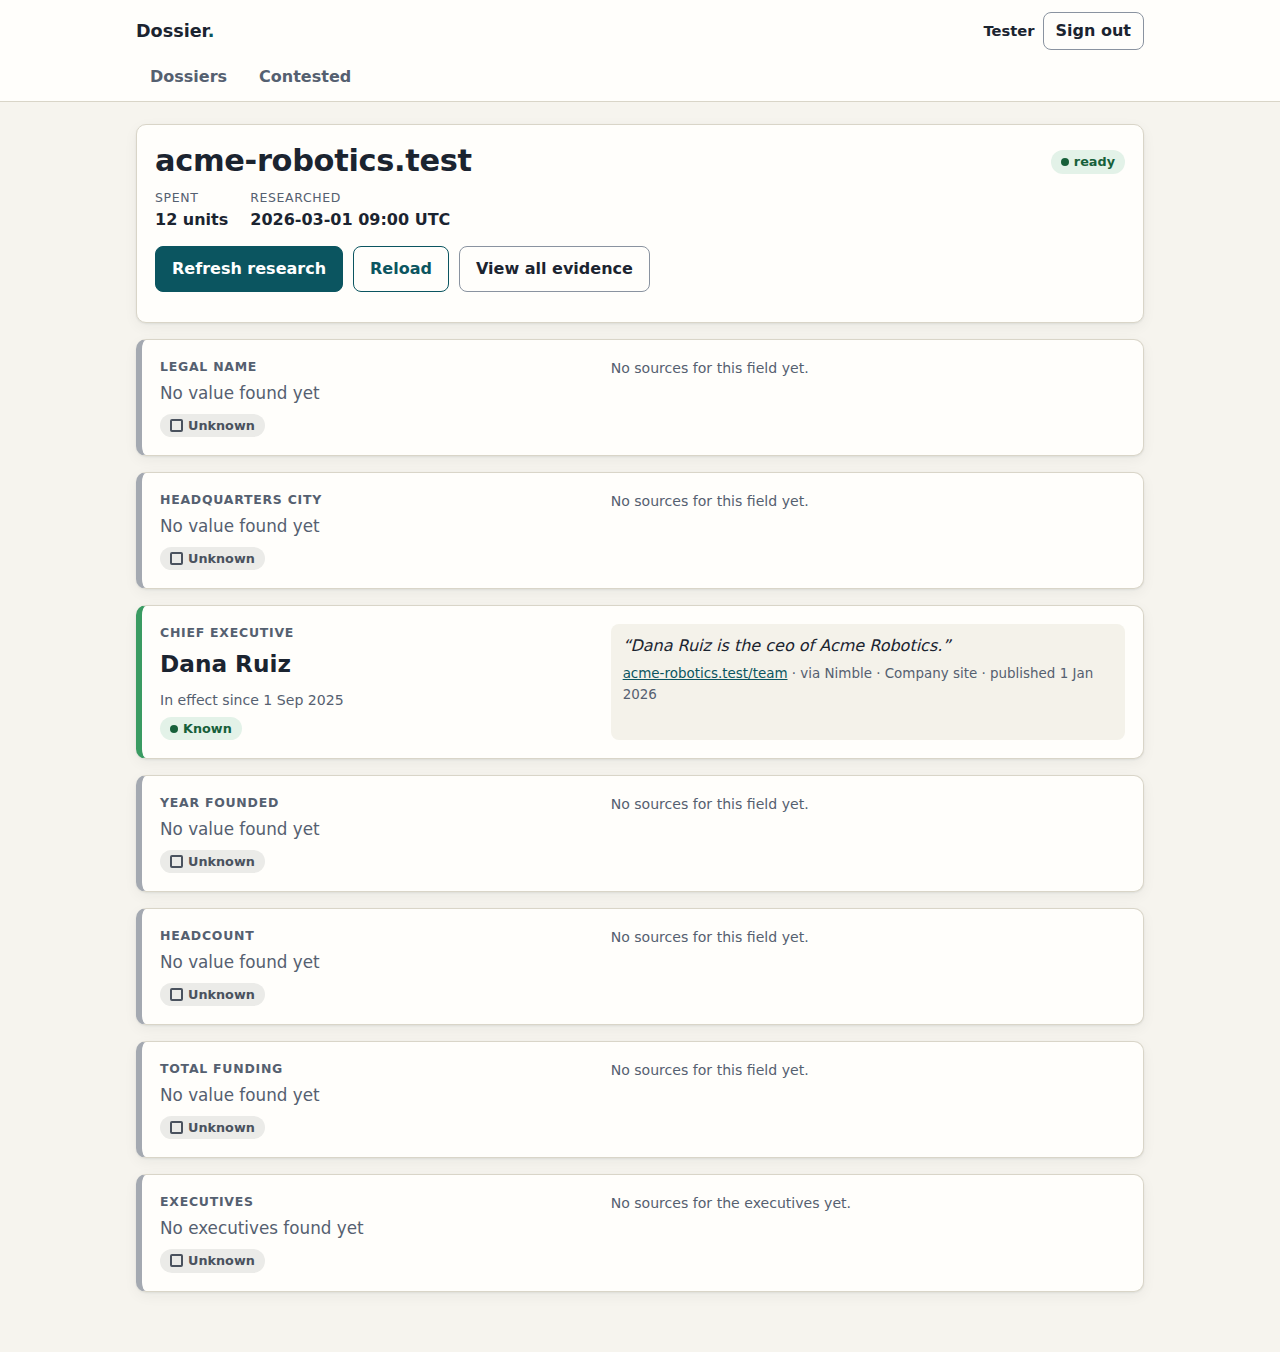 Dossier.
Tester
Sign out
Dossiers
Contested
acme-robotics.test
ready
SPENT
RESEARCHED
12 units
2026-03-01 09:00 UTC
Refresh research
Reload
View all evidence
LEGAL NAME
No value found yet
Unknown
No sources for this field yet.
HEADQUARTERS CITY
No value found yet
Unknown
No sources for this field yet.
CHIEF EXECUTIVE
Dana Ruiz
In effect since 1 Sep 2025
Known
“Dana Ruiz is the ceo of Acme Robotics.”
acme-robotics.test/team · via Nimble · Company site · published 1 Jan
2026
YEAR FOUNDED
No value found yet
Unknown
No sources for this field yet.
HEADCOUNT
No value found yet
Unknown
No sources for this field yet.
TOTAL FUNDING
No value found yet
Unknown
No sources for this field yet.
EXECUTIVES
No executives found yet
Unknown
No sources for the executives yet.